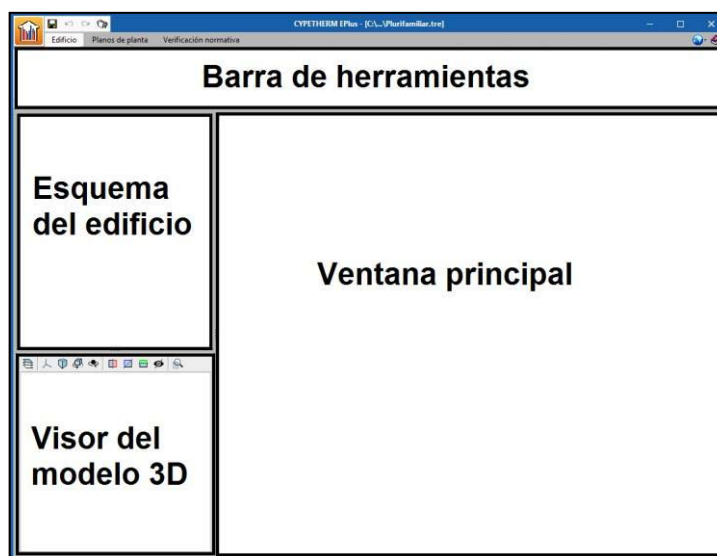 CYPETHERM EPlus - [C:\...\Plurifamiliar.tre]
Edificio Planos de planta Verificación normativa
Barra de herramientas
Esquema
del edificio
Ventana principal
Visor del
modelo 3D